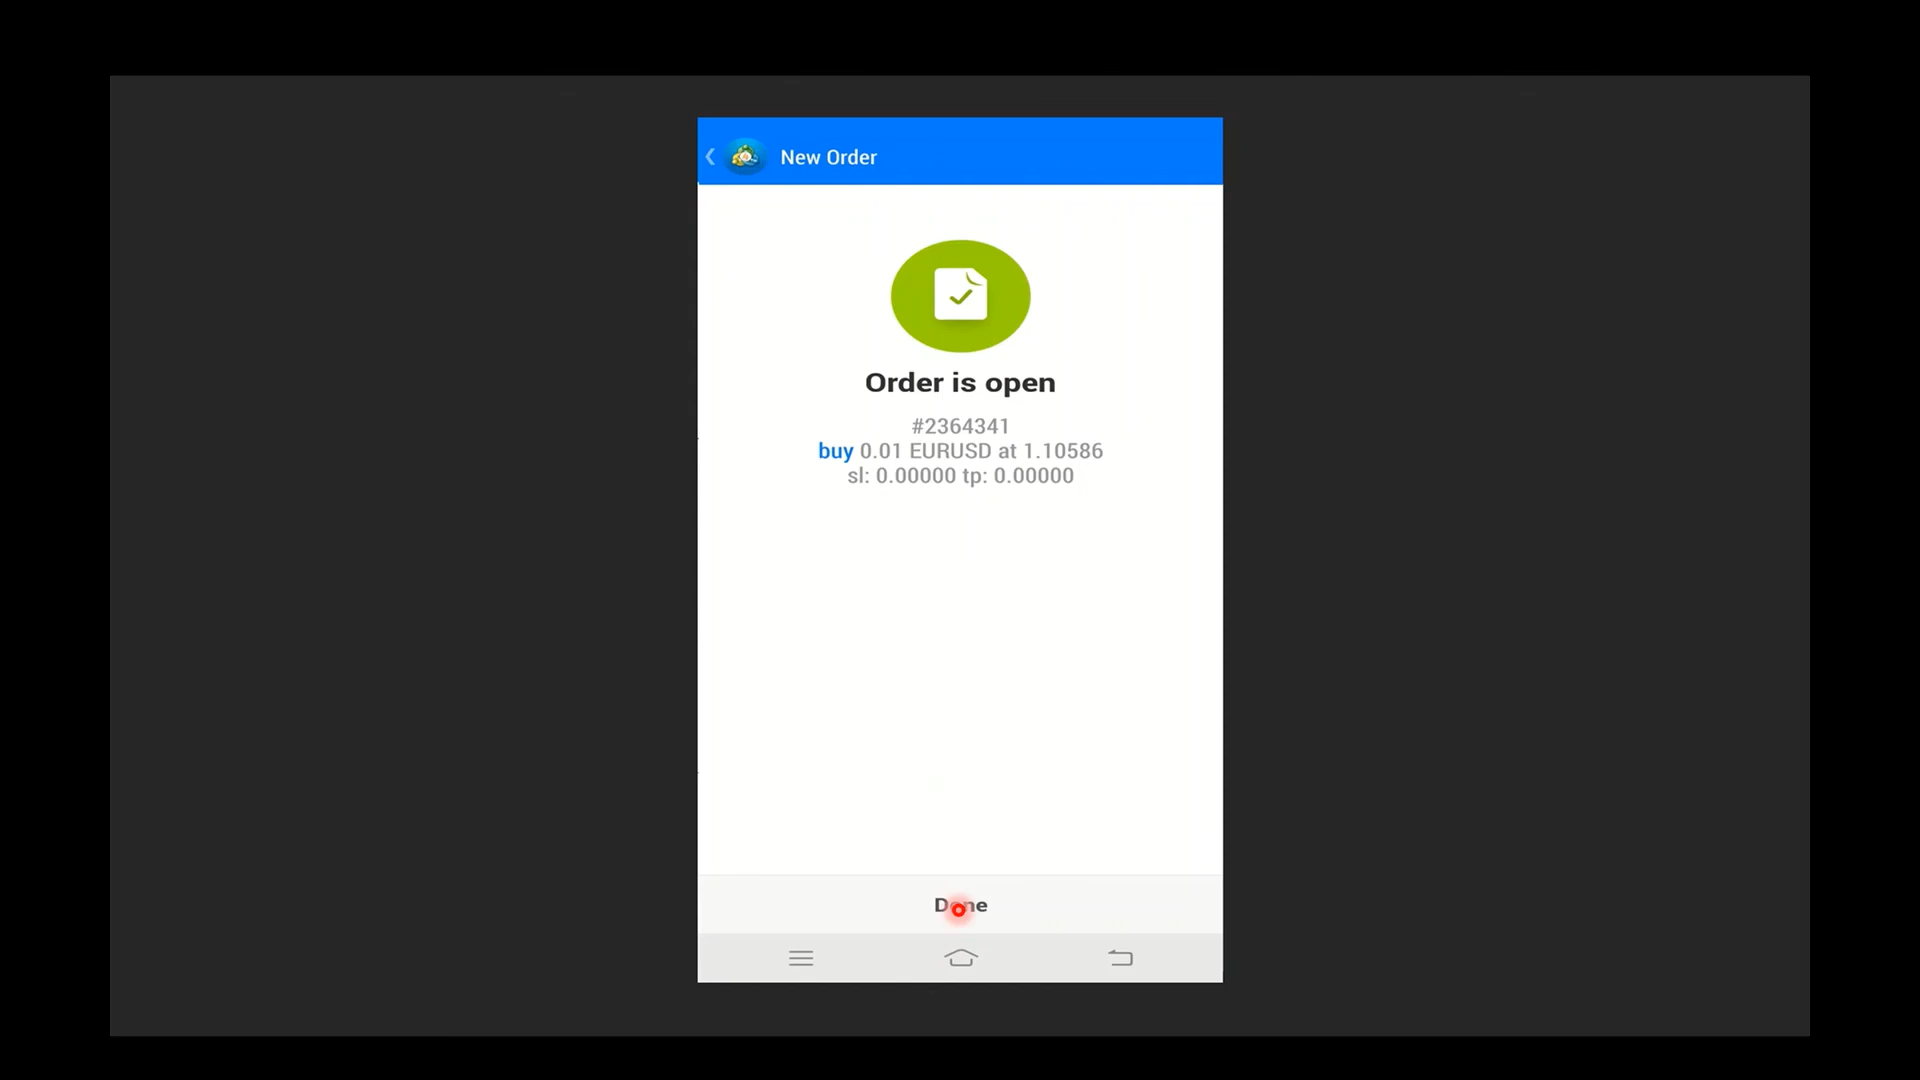 New Order
Order is open
#2364341
buy 0.01 EURUSD at 1.10586
sl: 0.00000 tp: 0.00000
Done